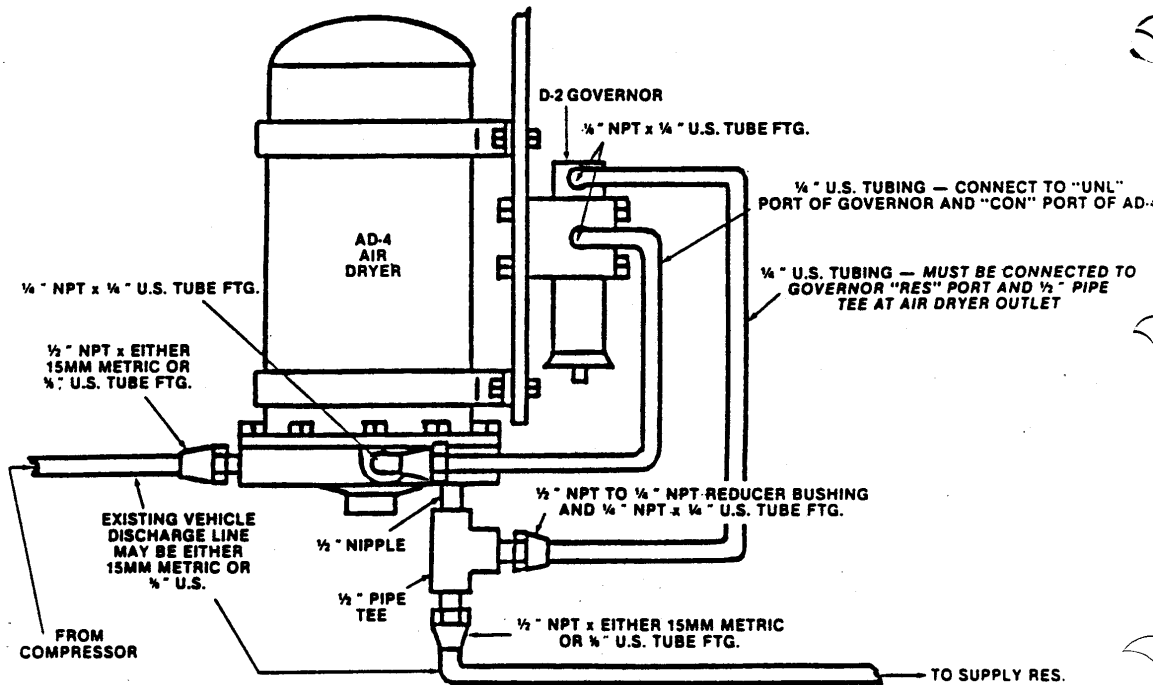 D-2 GOVERNOR
⅛" NPT x ¼" U.S. TUBE FTG.
¼" U.S. TUBING — CONNECT TO "UNL"
PORT OF GOVERNOR AND "CON" PORT OF AD-4
AD-4
AIR
DRYER
¼" U.S. TUBING — MUST BE CONNECTED TO
GOVERNOR "RES" PORT AND ½" PIPE
TEE AT AIR DRYER OUTLET
¼" NPT x ¼" U.S. TUBE FTG.
½" NPT x EITHER
15MM METRIC OR
⅝" U.S. TUBE FTG.
½" NPT TO ¼" NPT REDUCER BUSHING
AND ¼" NPT x ¼" U.S. TUBE FTG.
EXISTING VEHICLE
DISCHARGE LINE
MAY BE EITHER
15MM METRIC OR
⅝" U.S.
½" NIPPLE
½" PIPE
TEE
½" NPT x EITHER 15MM METRIC
OR ⅝" U.S. TUBE FTG.
FROM
COMPRESSOR
TO SUPPLY RES.